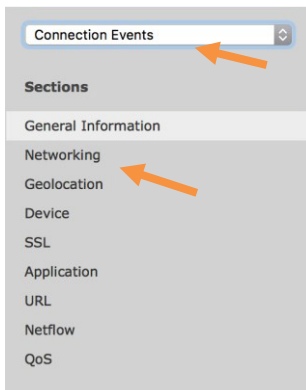 Connection Events
Sections
General Information
Networking
Geolocation
Device
SSL
Application
URL
Netflow
QoS